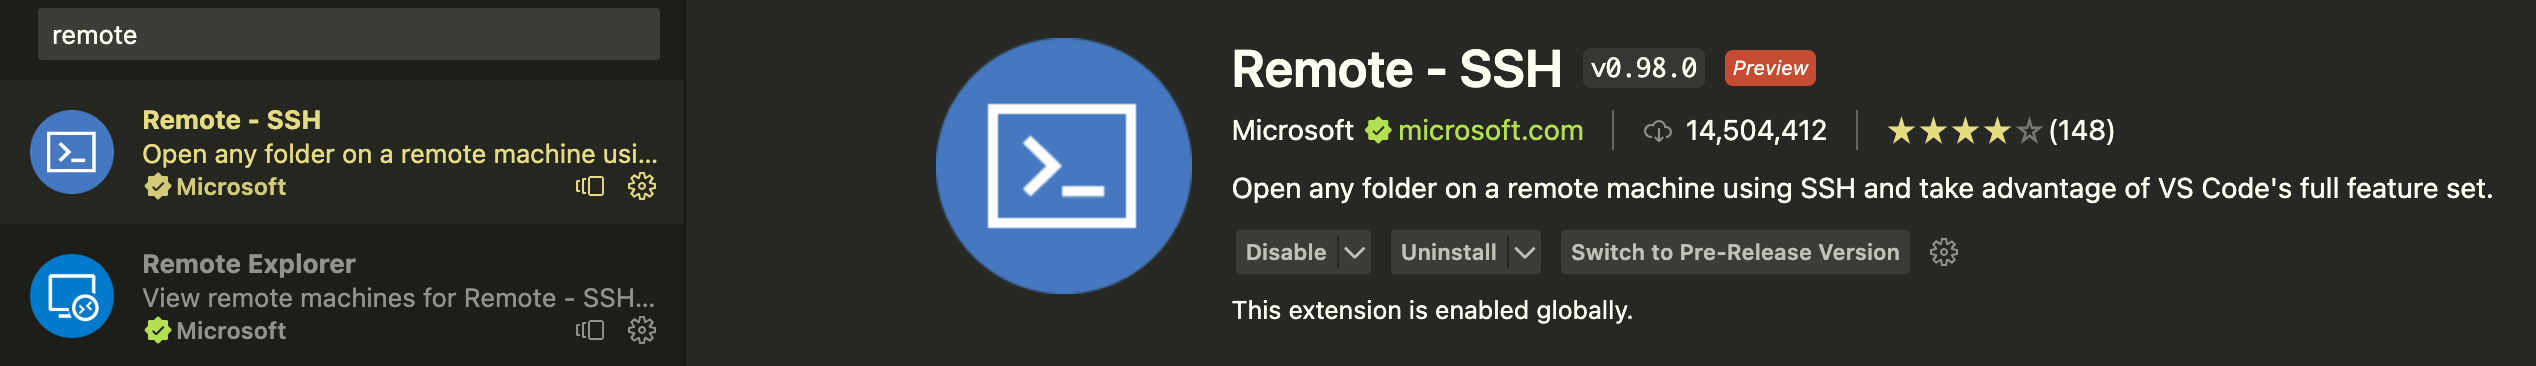 remote
Remote - SSH
Open any folder on a remote machine usi...
Microsoft
Remote Explorer
View remote machines for Remote - SSH...
Microsoft
Remote - SSH v0.98.0 Preview
Microsoft microsoft.com 14,504,412 (148)
Open any folder on a remote machine using SSH and take advantage of VS Code's full feature set.
Disable Uninstall Switch to Pre-Release Version
This extension is enabled globally.